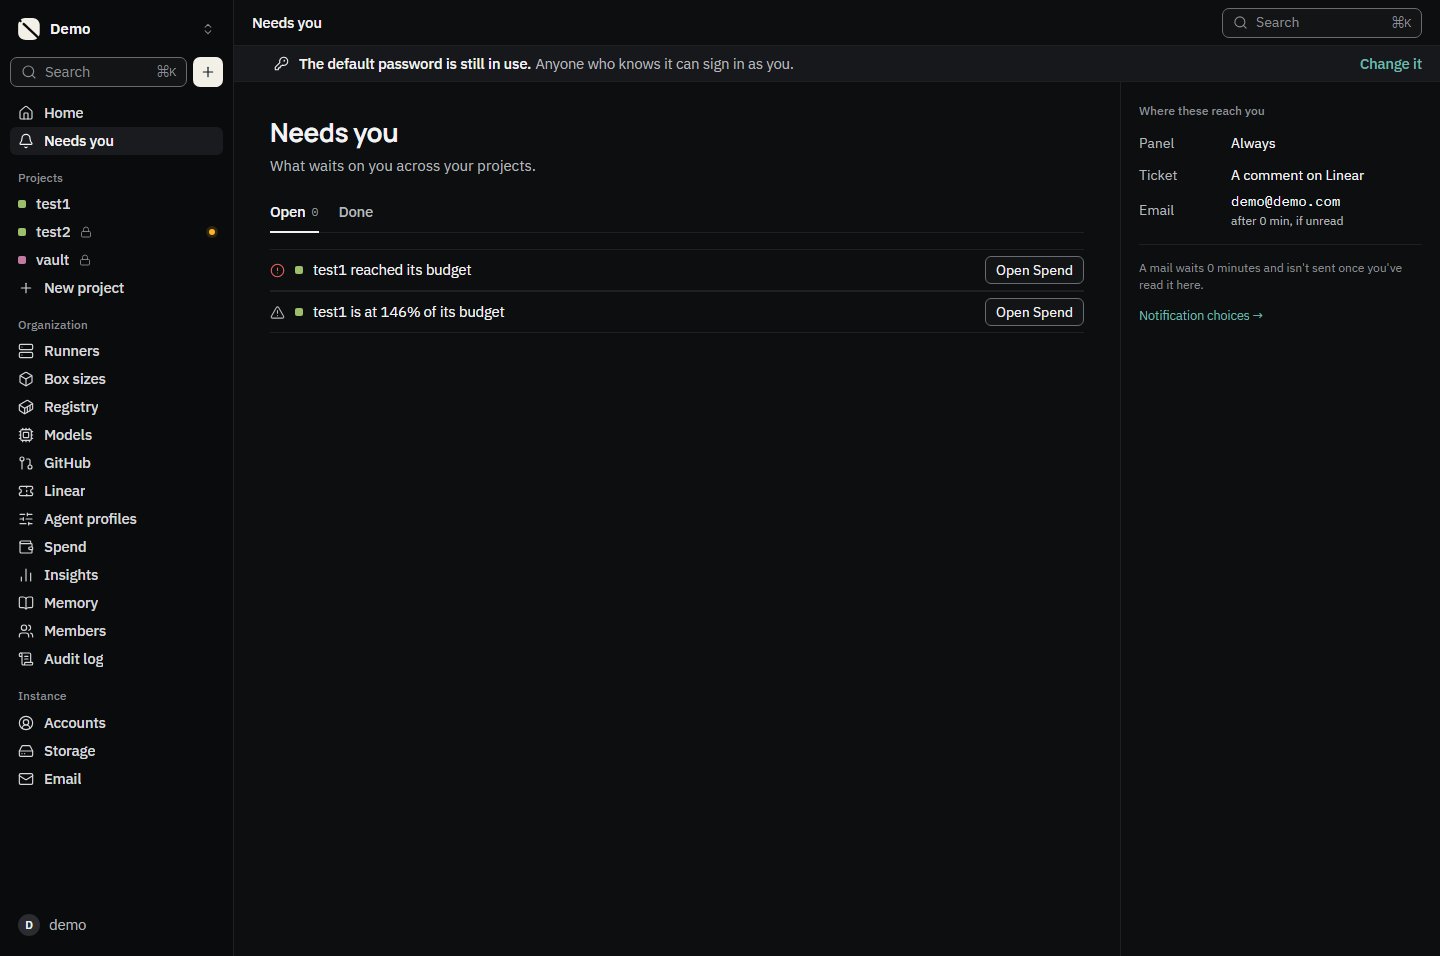 Demo
Search ⌘K
Home
Needs you
Projects
test1
test2
vault
New project
Organization
Runners
Box sizes
Registry
Models
GitHub
Linear
Agent profiles
Spend
Insights
Memory
Members
Audit log
Instance
Accounts
Storage
Email
D demo
Needs you
Search ⌘K
The default password is still in use. Anyone who knows it can sign in as you.
Change it
Needs you
What waits on you across your projects.
Open 0 Done
test1 reached its budget Open Spend
test1 is at 146% of its budget Open Spend
Where these reach you
Panel Always
Ticket A comment on Linear
Email demo@demo.com
after 0 min, if unread
A mail waits 0 minutes and isn't sent once you've
read it here.
Notification choices →